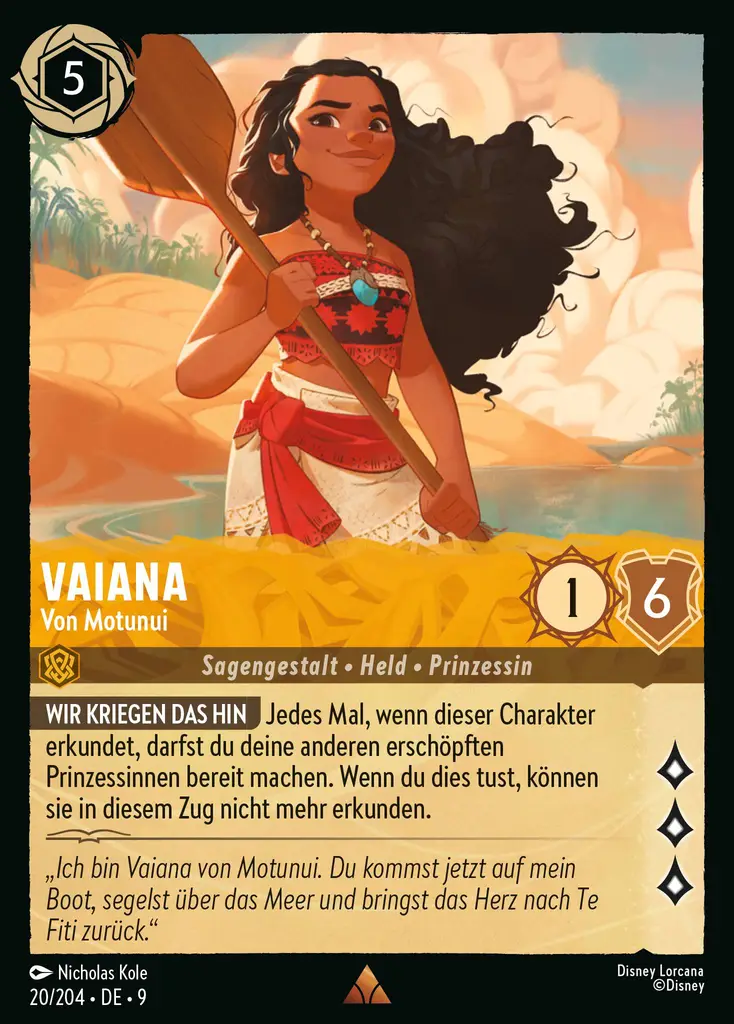 5
VAIANA
Von Motunui
1
6
Sagengestalt • Held • Prinzessin
WIR KRIEGEN DAS HIN Jedes Mal, wenn dieser Charakter
erkundet, darfst du deine anderen erschöpften
Prinzessinnen bereit machen. Wenn du dies tust, können
sie in diesem Zug nicht mehr erkunden.
„Ich bin Vaiana von Motunui. Du kommst jetzt auf mein
Boot, segelst über das Meer und bringst das Herz nach Te
Fiti zurück.“
Nicholas Kole
20/204 • DE • 9
Disney Lorcana
©Disney